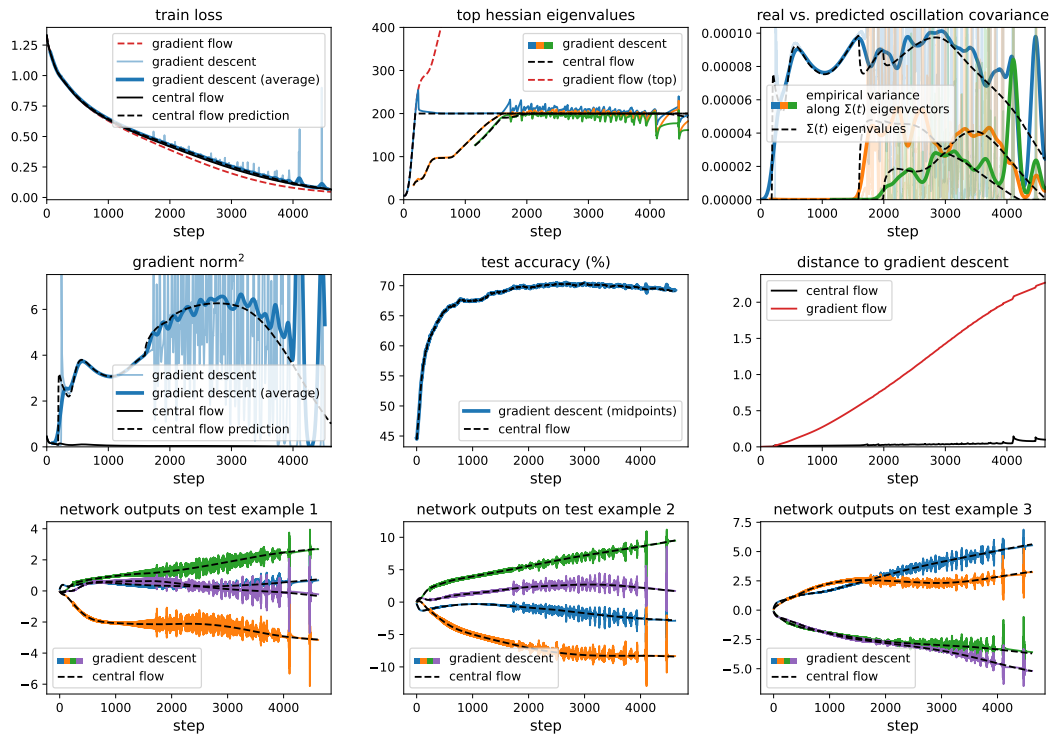 train loss
1.25
1.00
0.75
0.50
0.25
0.00
gradient flow
gradient descent
gradient descent (average)
central flow
central flow prediction
0 1000 2000 3000 4000
step
top hessian eigenvalues
400
300
200
100
0
gradient descent
central flow
gradient flow (top)
0 1000 2000 3000 4000
step
real vs. predicted oscillation covariance
0.00010
0.00008
0.00006
0.00004
0.00002
0.00000
empirical variance
along Σ(t) eigenvectors
Σ(t) eigenvalues
0 1000 2000 3000 4000
step
gradient norm²
6
4
2
0
gradient descent
gradient descent (average)
central flow
central flow prediction
0 1000 2000 3000 4000
step
test accuracy (%)
70
65
60
55
50
45
gradient descent (midpoints)
central flow
0 1000 2000 3000 4000
step
distance to gradient descent
2.0
1.5
1.0
0.5
0.0
central flow
gradient flow
0 1000 2000 3000 4000
step
network outputs on test example 1
4
2
0
−2
−4
−6
gradient descent
central flow
0 1000 2000 3000 4000
step
network outputs on test example 2
10
5
0
−5
−10
gradient descent
central flow
0 1000 2000 3000 4000
step
network outputs on test example 3
7.5
5.0
2.5
0.0
−2.5
−5.0
gradient descent
central flow
0 1000 2000 3000 4000
step